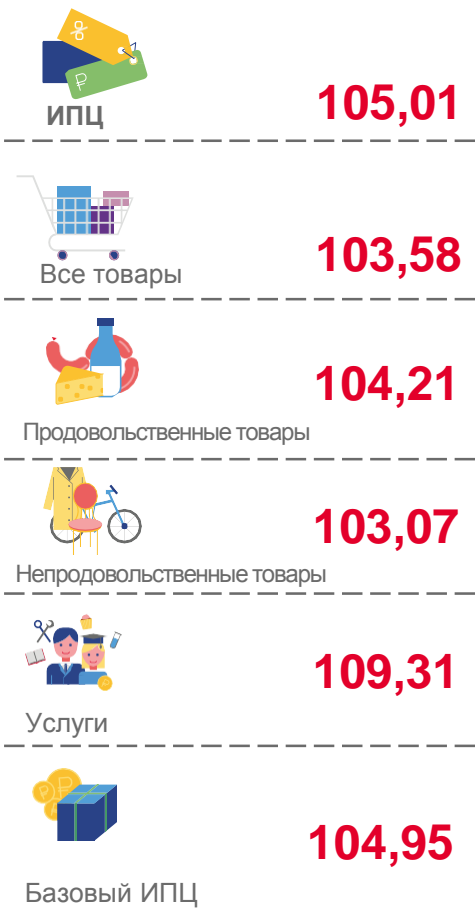 ИПЦ
105,01
Все товары
103,58
Продовольственные товары
104,21
Непродовольственные товары
103,07
Услуги
109,31
Базовый ИПЦ
104,95